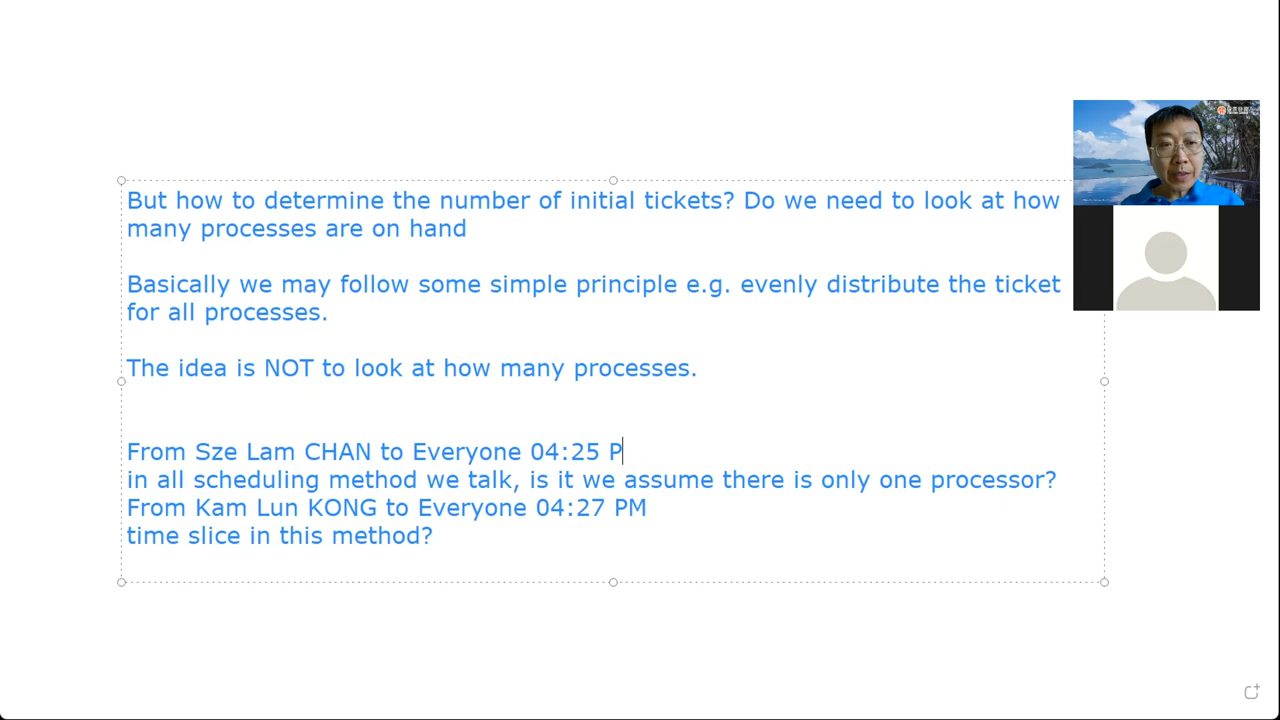 But how to determine the number of initial tickets? Do we need to look at how
many processes are on hand
Basically we may follow some simple principle e.g. evenly distribute the ticket
for all processes.
The idea is NOT to look at how many processes.
From Sze Lam CHAN to Everyone 04:25 P
in all scheduling method we talk, is it we assume there is only one processor?
From Kam Lun KONG to Everyone 04:27 PM
time slice in this method?